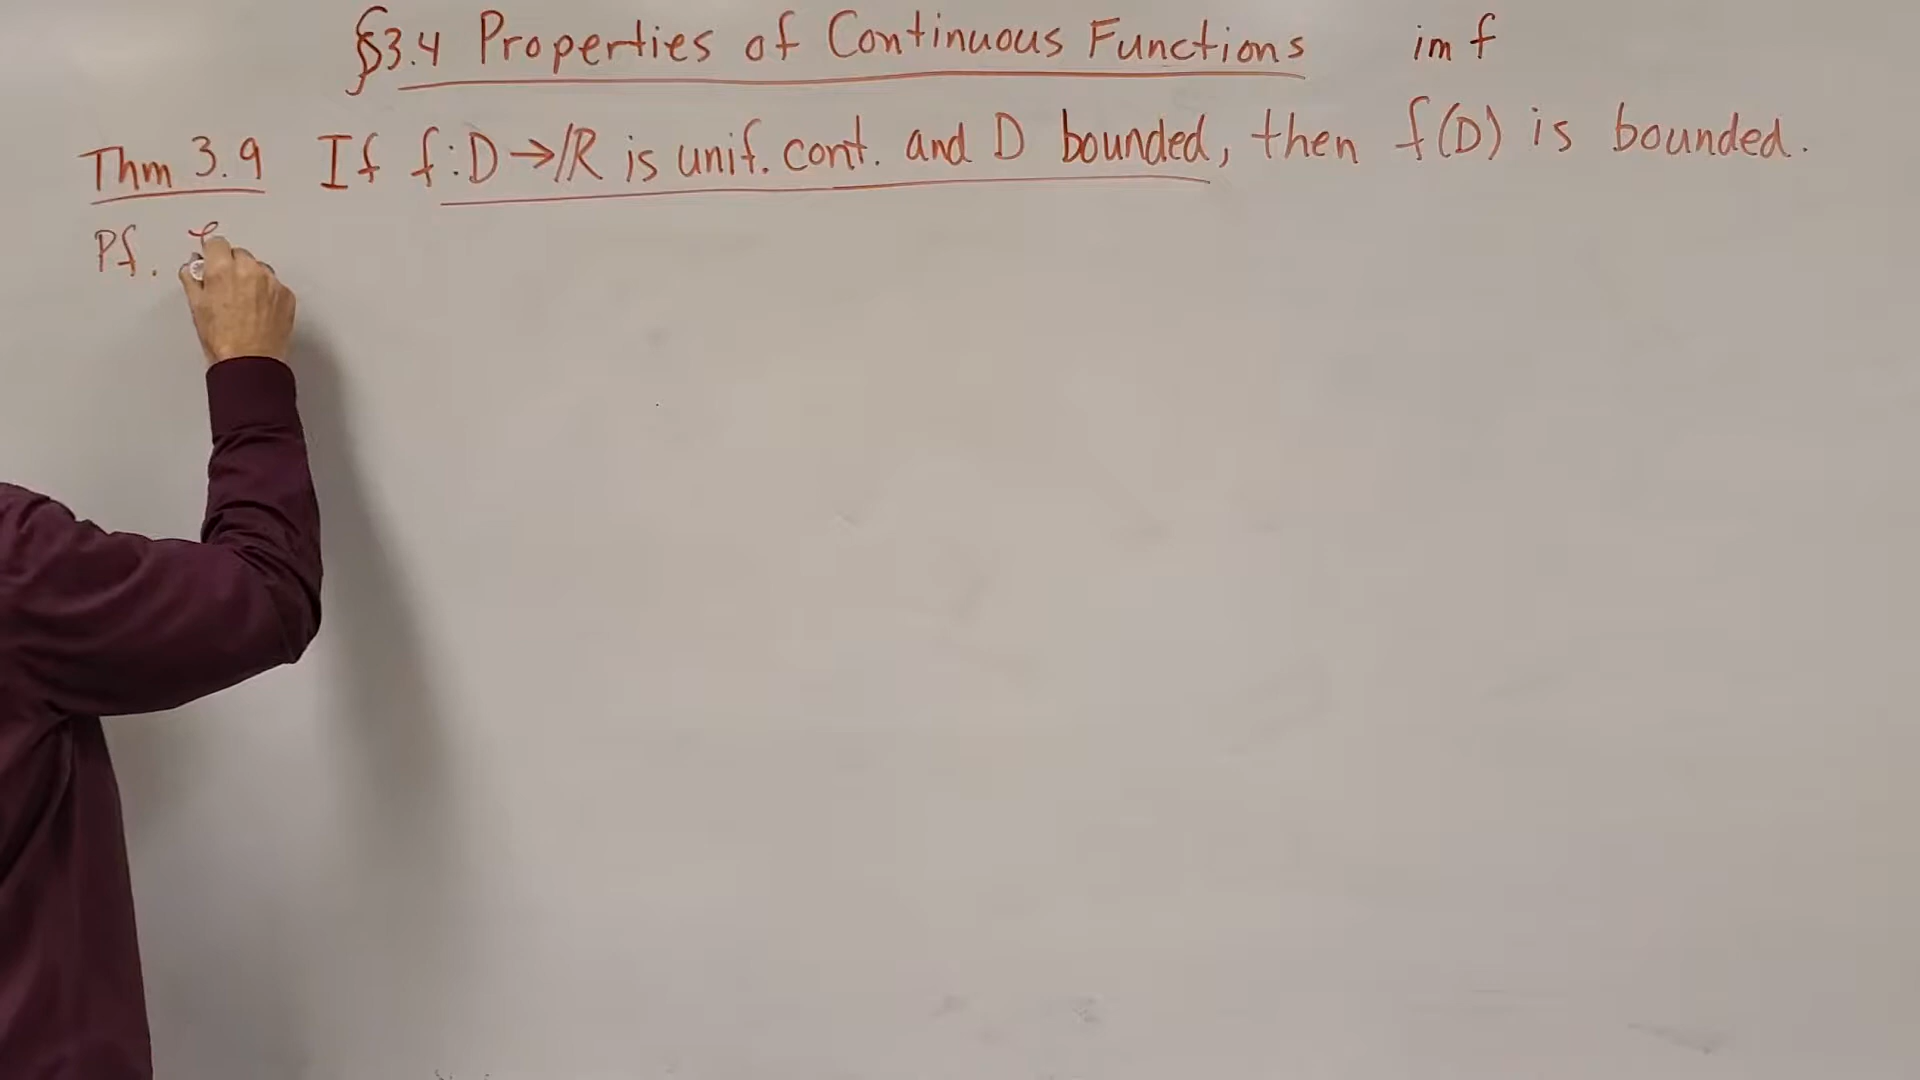 §3.4 Properties of Continuous Functions im f
Thm 3.9 If f:D→ℝ is unif. cont. and D bounded, then f(D) is bounded.
Pf.